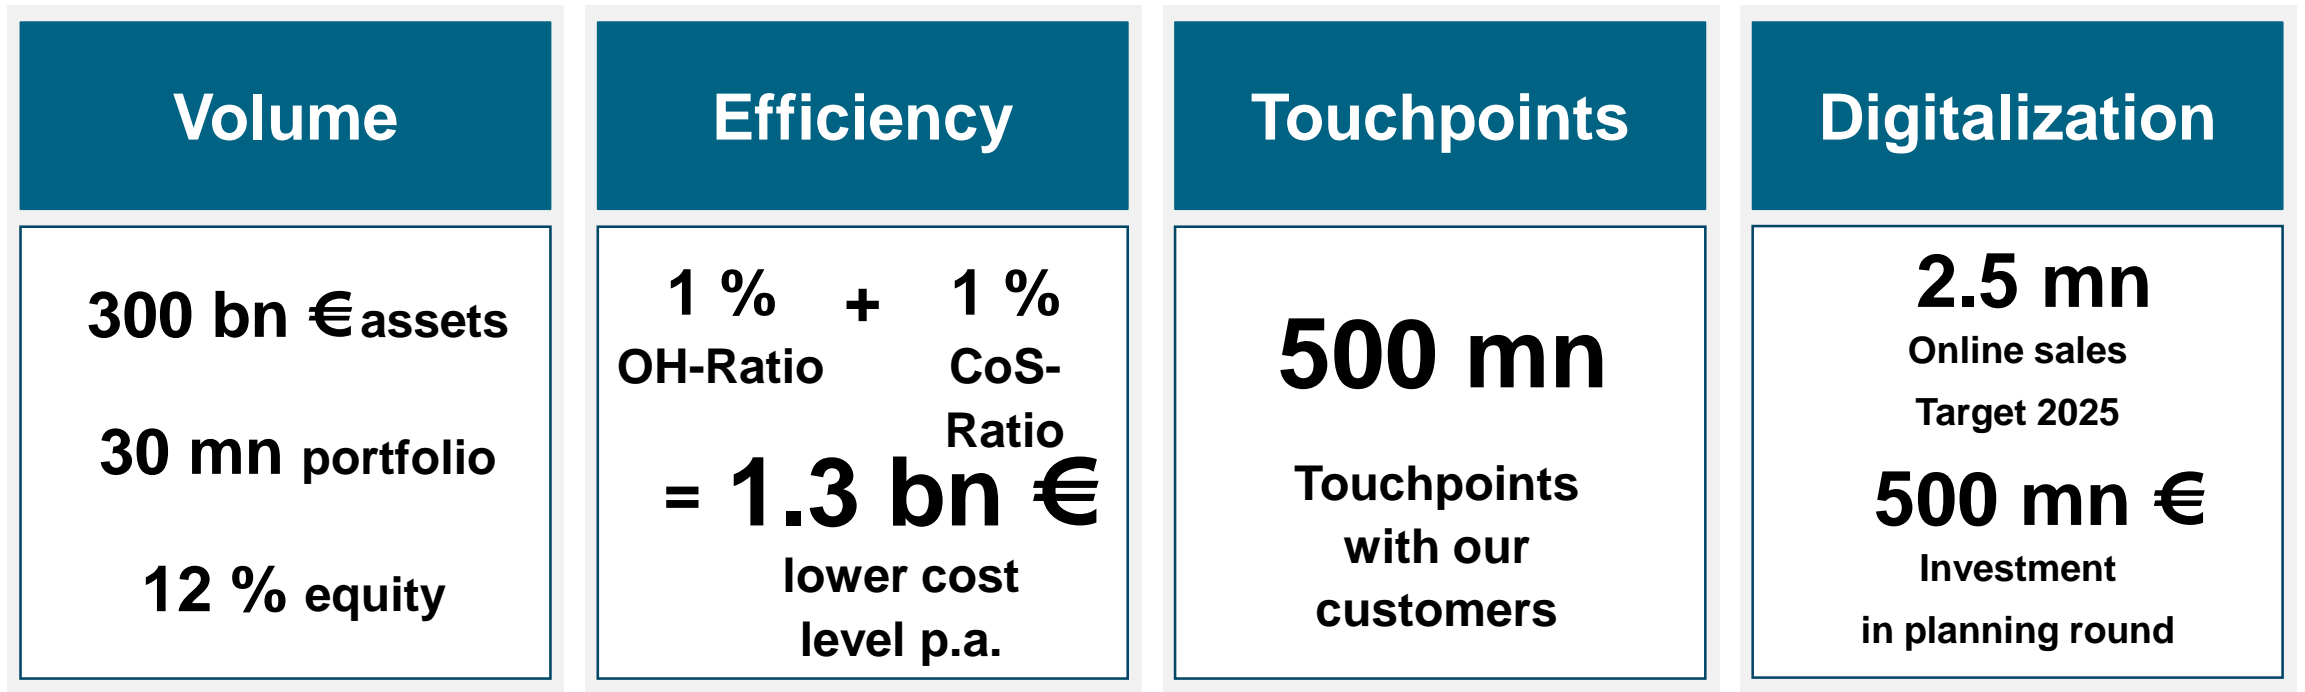 Volume
300 bn € assets
30 mn portfolio
12 % equity
Efficiency
1 % + 1 %
OH-Ratio CoS-
Ratio
= 1.3 bn €
lower cost
level p.a.
Touchpoints
500 mn
Touchpoints
with our
customers
Digitalization
2.5 mn
Online sales
Target 2025
500 mn €
Investment
in planning round